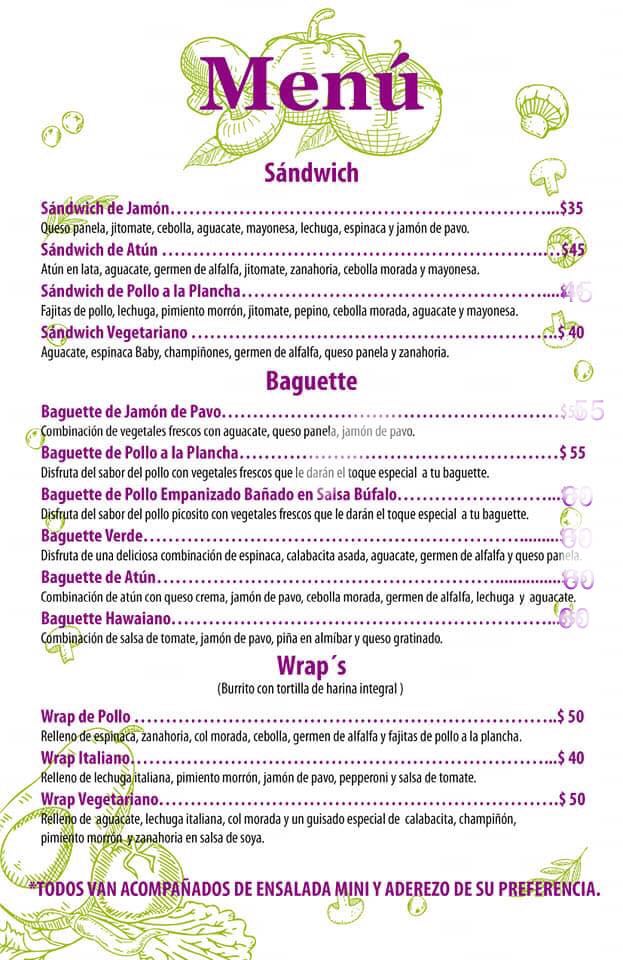 Menú
Sándwich
Sándwich de Jamón……………………………………………………………...$35
Queso panela, jitomate, cebolla, aguacate, mayonesa, lechuga, espinaca y jamón de pavo.
Sándwich de Atún ……………………………………………………………….…$45
Atún en lata, aguacate, germen de alfalfa, jitomate, zanahoria, cebolla morada y mayonesa.
Sándwich de Pollo a la Plancha…………………………………………………....
Fajitas de pollo, lechuga, pimiento morrón, jitomate, pepino, cebolla morada, aguacate y mayonesa.
Sándwich Vegetariano …………………………………………………………….$ 40
Aguacate, espinaca Baby, champiñones, germen de alfalfa, queso panela y zanahoria.
Baguette
Baguette de Jamón de Pavo………………………………………………………55
Combinación de vegetales frescos con aguacate, queso panela, jamón de pavo.
Baguette de Pollo a la Plancha……………………………………………………$ 55
Disfruta del sabor del pollo con vegetales frescos que le darán el toque especial a tu baguette.
Baguette de Pollo Empanizado Bañado en Salsa Búfalo………………………...60
Disfruta del sabor del pollo picosito con vegetales frescos que le darán el toque especial a tu baguette.
Baguette Verde………………………………………………………………..........
Disfruta de una deliciosa combinación de espinaca, calabacita asada, aguacate, germen de alfalfa y queso panela.
Baguette de Atún…………………………………………………………...............
Combinación de atún con queso crema, jamón de pavo, cebolla morada, germen de alfalfa, lechuga y aguacate.
Baguette Hawaiano………………………………………………………………...60
Combinación de salsa de tomate, jamón de pavo, piña en almíbar y queso gratinado.
Wrap´s
(Burrito con tortilla de harina integral )
Wrap de Pollo ……………………………………………………………………..$ 50
Relleno de espinaca, zanahoria, col morada, cebolla, germen de alfalfa y fajitas de pollo a la plancha.
Wrap Italiano……………………………………………………………………...$ 40
Relleno de lechuga italiana, pimiento morrón, jamón de pavo, pepperoni y salsa de tomate.
Wrap Vegetariano………………………………………………………………….$ 50
Relleno de aguacate, lechuga italiana, col morada y un guisado especial de calabacita, champiñón,
pimiento morrón y zanahoria en salsa de soya.
*TODOS VAN ACOMPAÑADOS DE ENSALADA MINI Y ADEREZO DE SU PREFERENCIA.